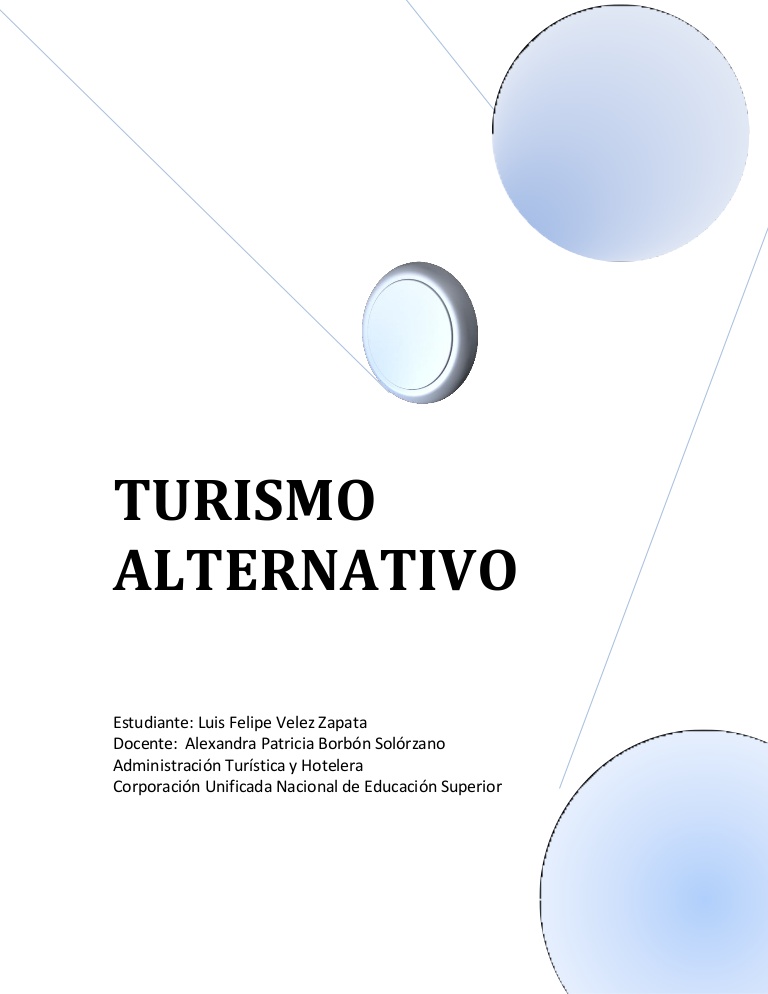 TURISMO
ALTERNATIVO
Estudiante: Luis Felipe Velez Zapata
Docente:  Alexandra Patricia Borbón Solórzano
Administración Turística y Hotelera
Corporación Unificada Nacional de Educación Superior